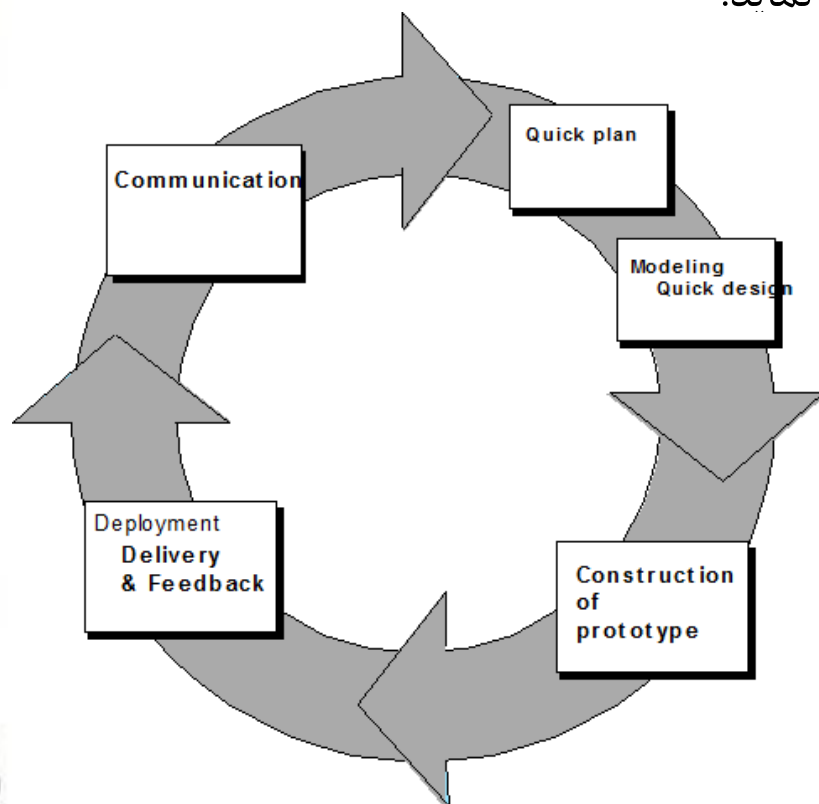 Communication
Quick plan
Modeling
Quick design
Construction
of
prototype
Deployment
Delivery
& Feedback